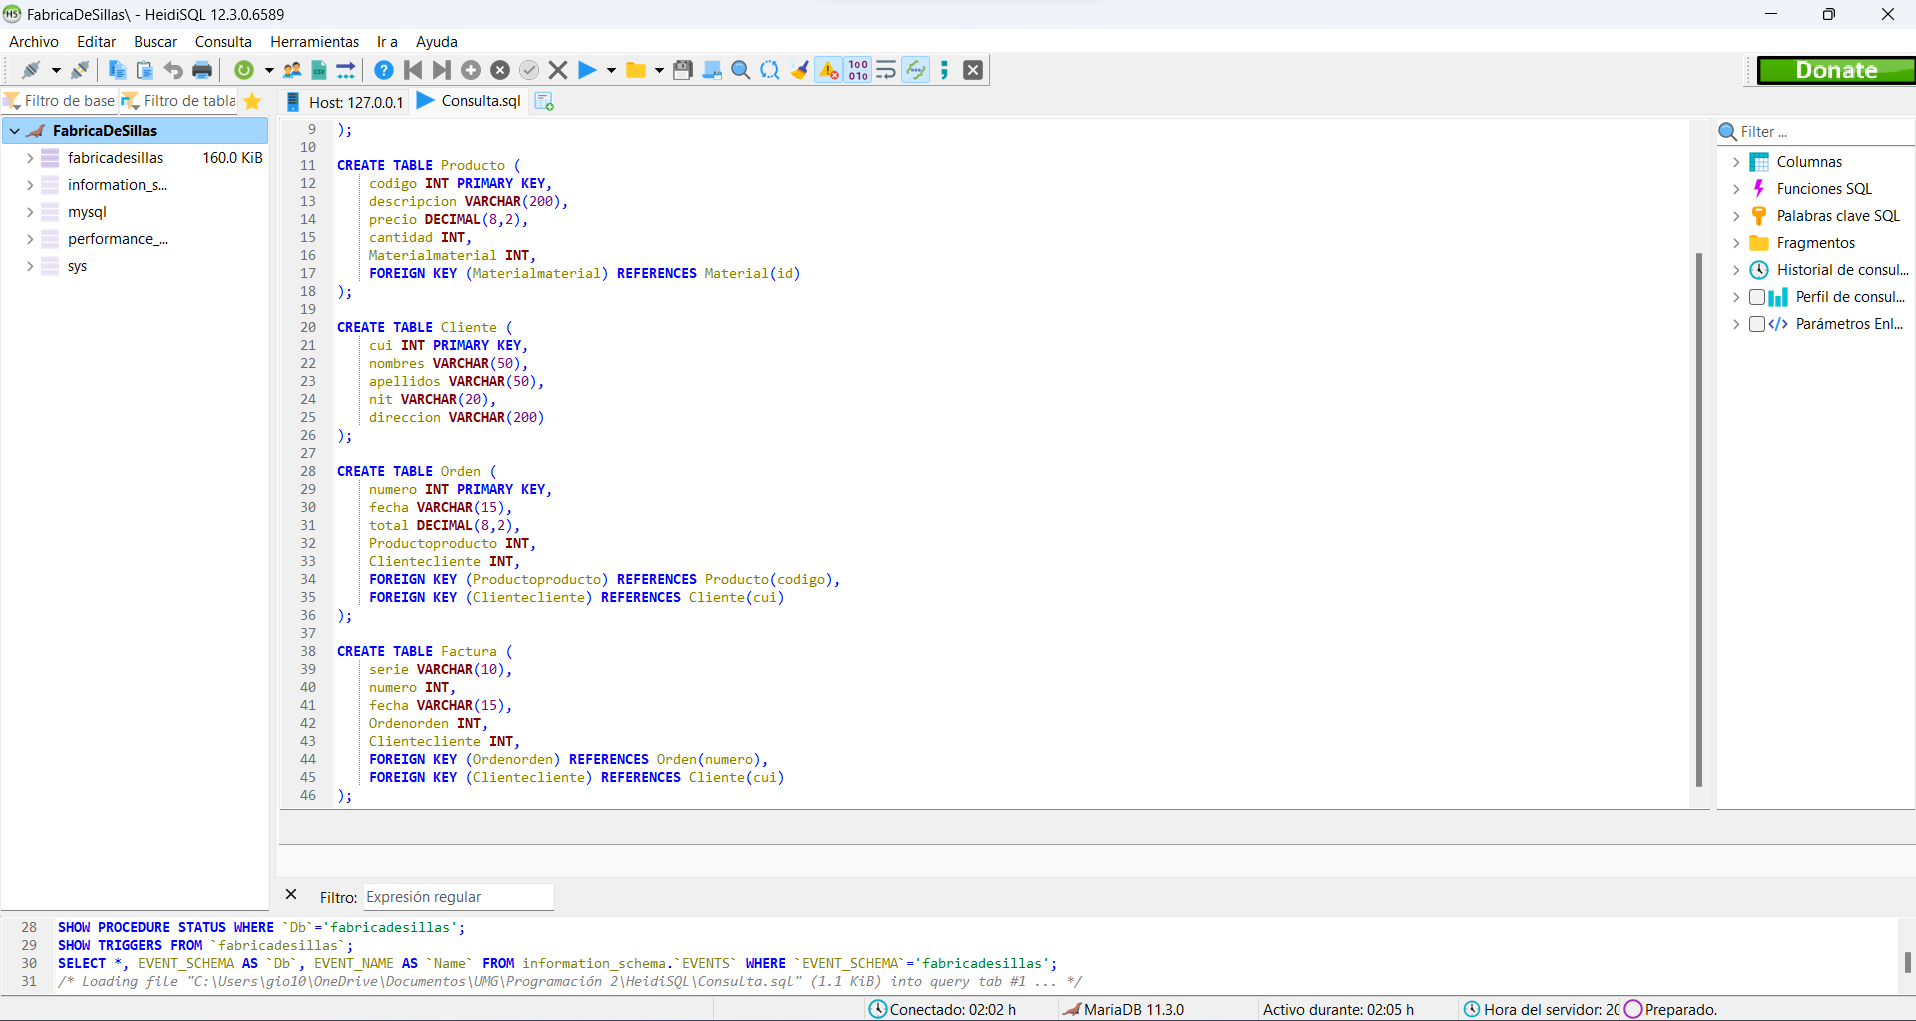 FabricaDeSillas\ - HeidiSQL 12.3.0.6589
Archivo Editar Buscar Consulta Herramientas Ir a Ayuda
Donate
Filtro de base Filtro de tabla Host: 127.0.0.1 Consulta.sql
FabricaDeSillas
fabricadesillas 160.0 KiB
information_s...
mysql
performance_...
sys
9 );
10
11 CREATE TABLE Producto (
12 codigo INT PRIMARY KEY,
13 descripcion VARCHAR(200),
14 precio DECIMAL(8,2),
15 cantidad INT,
16 Materialmaterial INT,
17 FOREIGN KEY (Materialmaterial) REFERENCES Material(id)
18 );
19
20 CREATE TABLE Cliente (
21 cui INT PRIMARY KEY,
22 nombres VARCHAR(50),
23 apellidos VARCHAR(50),
24 nit VARCHAR(20),
25 direccion VARCHAR(200)
26 );
27
28 CREATE TABLE Orden (
29 numero INT PRIMARY KEY,
30 fecha VARCHAR(15),
31 total DECIMAL(8,2),
32 Productoproducto INT,
33 Clientecliente INT,
34 FOREIGN KEY (Productoproducto) REFERENCES Producto(codigo),
35 FOREIGN KEY (Clientecliente) REFERENCES Cliente(cui)
36 );
37
38 CREATE TABLE Factura (
39 serie VARCHAR(10),
40 numero INT,
41 fecha VARCHAR(15),
42 Ordenorden INT,
43 Clientecliente INT,
44 FOREIGN KEY (Ordenorden) REFERENCES Orden(numero),
45 FOREIGN KEY (Clientecliente) REFERENCES Cliente(cui)
46 );
Filter ...
Columnas
Funciones SQL
Palabras clave SQL
Fragmentos
Historial de consul...
Perfil de consul...
Parámetros Enl...
Filtro: Expresión regular
28 SHOW PROCEDURE STATUS WHERE `Db`='fabricadesillas';
29 SHOW TRIGGERS FROM `fabricadesillas`;
30 SELECT *, EVENT_SCHEMA AS `Db`, EVENT_NAME AS `Name` FROM information_schema.`EVENTS` WHERE `EVENT_SCHEMA`='fabricadesillas';
31 /* Loading file "C:\Users\gio10\OneDrive\Documentos\UMG\Programación 2\HeidiSQL\Consulta.sql" (1.1 KiB) into query tab #1 ... */
Conectado: 02:02 h MariaDB 11.3.0 Activo durante: 02:05 h Hora del servidor: 20 Preparado.